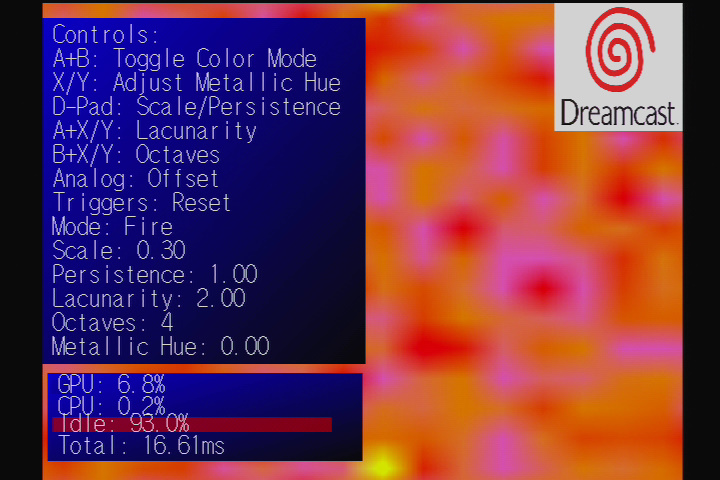 Controls:
A+B: Toggle Color Mode
X/Y: Adjust Metallic Hue
D-Pad: Scale/Persistence
A+X/Y: Lacunarity
B+X/Y: Octaves
Analog: Offset
Triggers: Reset
Mode: Fire
Scale: 0.30
Persistence: 1.00
Lacunarity: 2.00
Octaves: 4
Metallic Hue: 0.00
GPU: 6.8%
CPU: 0.2%
Idle: 93.0%
Total: 16.61ms
Dreamcast.